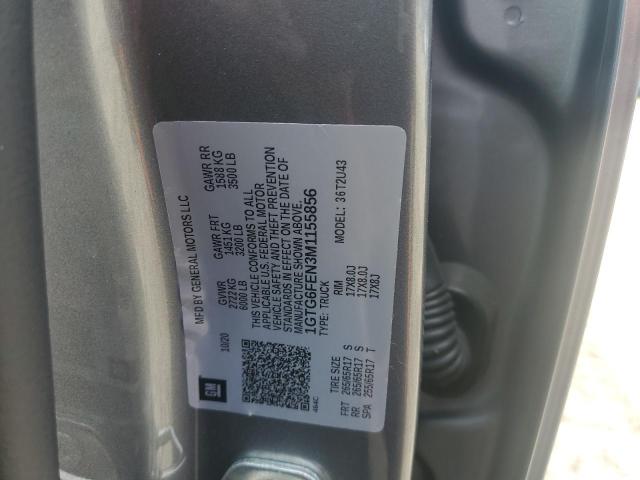 MFD BY GENERAL MOTORS LLC
10/20
GVWR
2722 KG
6000 LB
GAWR FRT
1451 KG
3200 LB
GAWR RR
1588 KG
3500 LB
THIS VEHICLE CONFORMS TO ALL
APPLICABLE U.S. FEDERAL MOTOR
VEHICLE SAFETY AND THEFT PREVENTION
STANDARDS IN EFFECT ON THE DATE OF
MANUFACTURE SHOWN ABOVE.
1GTG6FEN3M1155856
TYPE: TRUCK
MODEL: 36T2U43
TIRE SIZE
RIM
FRT 265/65R17 S 17X8.0J
RR 265/65R17 S 17X8.0J
SPA 255/65R17 T 17X8J
GM